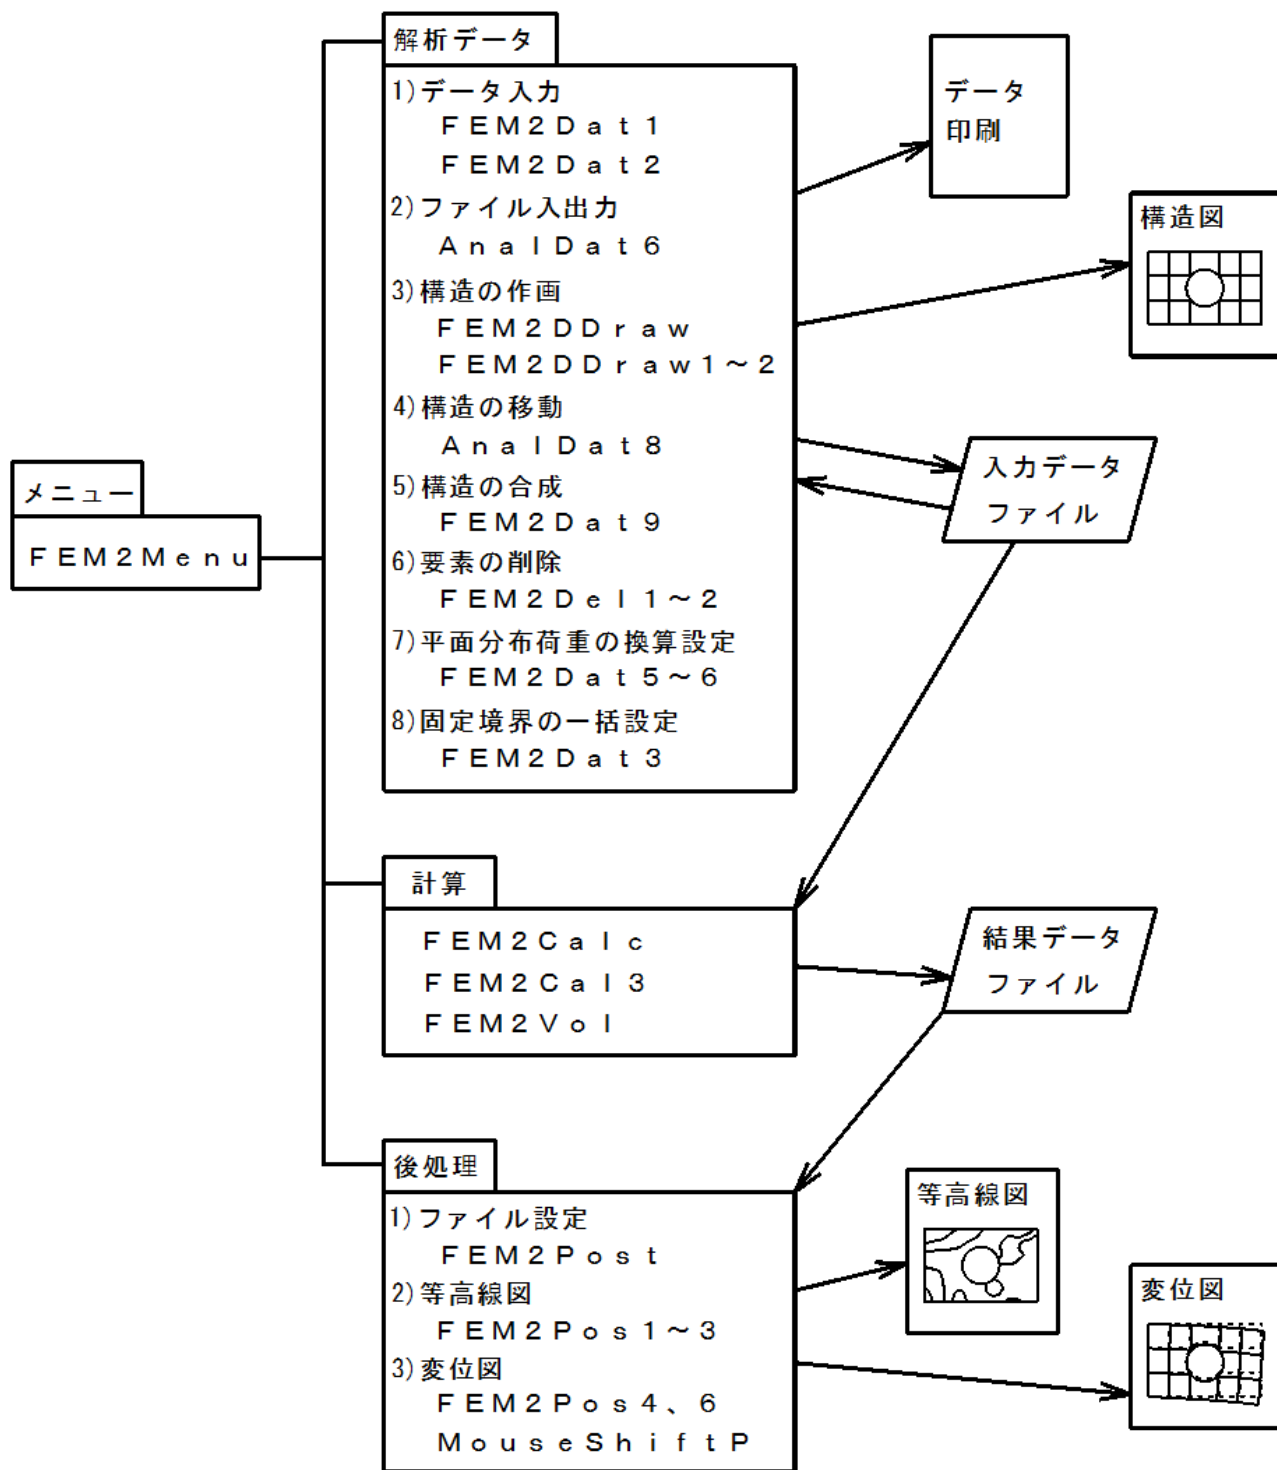 メニュー
FEM2Menu
解析データ
1)データ入力
FEM2Dat1
FEM2Dat2
2)ファイル入出力
AnalDat6
3)構造の作画
FEM2DDraw
FEM2DDraw1~2
4)構造の移動
AnalDat8
5)構造の合成
FEM2Dat9
6)要素の削除
FEM2Del1~2
7)平面分布荷重の換算設定
FEM2Dat5~6
8)固定境界の一括設定
FEM2Dat3
データ
印刷
構造図
入力データ
ファイル
計算
FEM2Calc
FEM2Cal3
FEM2Vol
結果データ
ファイル
後処理
1)ファイル設定
FEM2Post
2)等高線図
FEM2Pos1~3
3)変位図
FEM2Pos4、6
MouseShiftP
等高線図
変位図